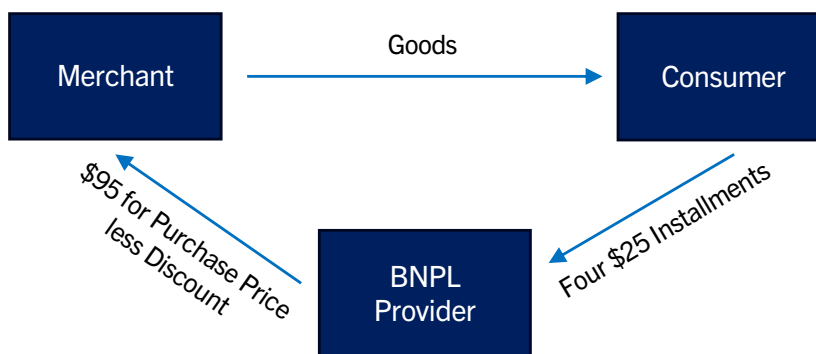 Goods
Merchant
Consumer
$95 for Purchase Price
less Discount
Four $25 Installments
BNPL
Provider